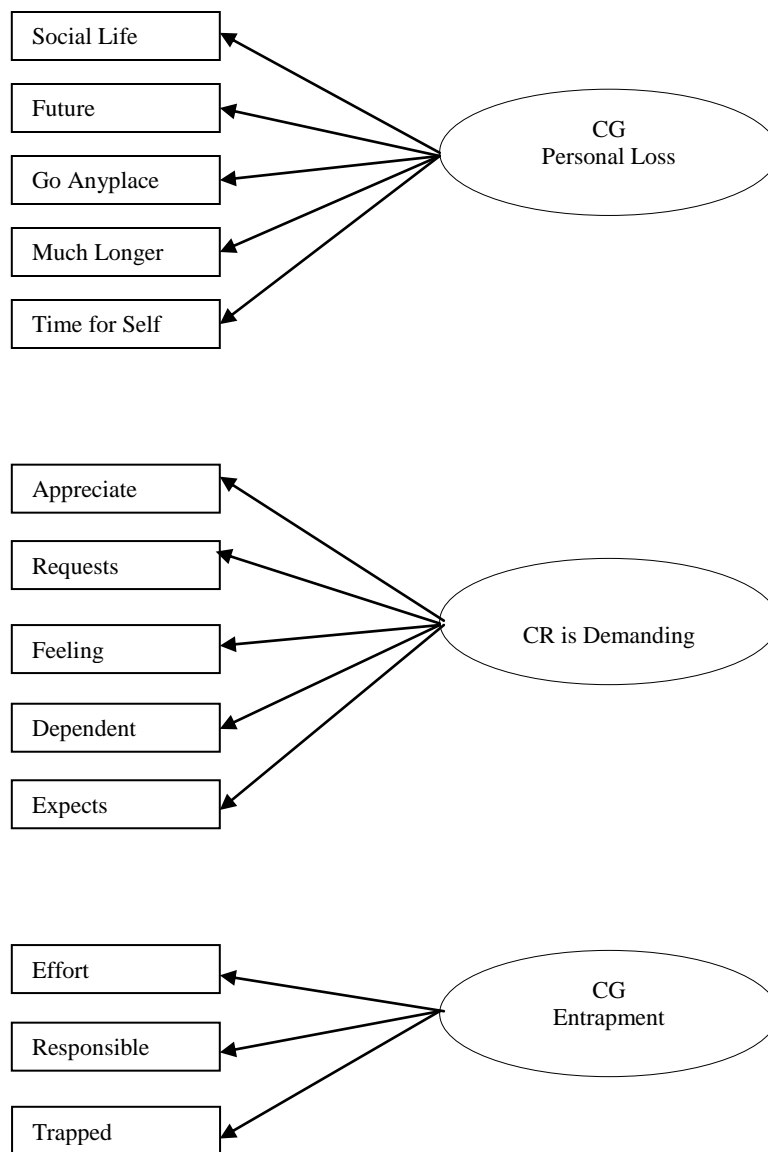 Social Life
Future
Go Anyplace
Much Longer
Time for Self
CG
Personal Loss
Appreciate
Requests
Feeling
Dependent
Expects
CR is Demanding
Effort
Responsible
Trapped
CG
Entrapment